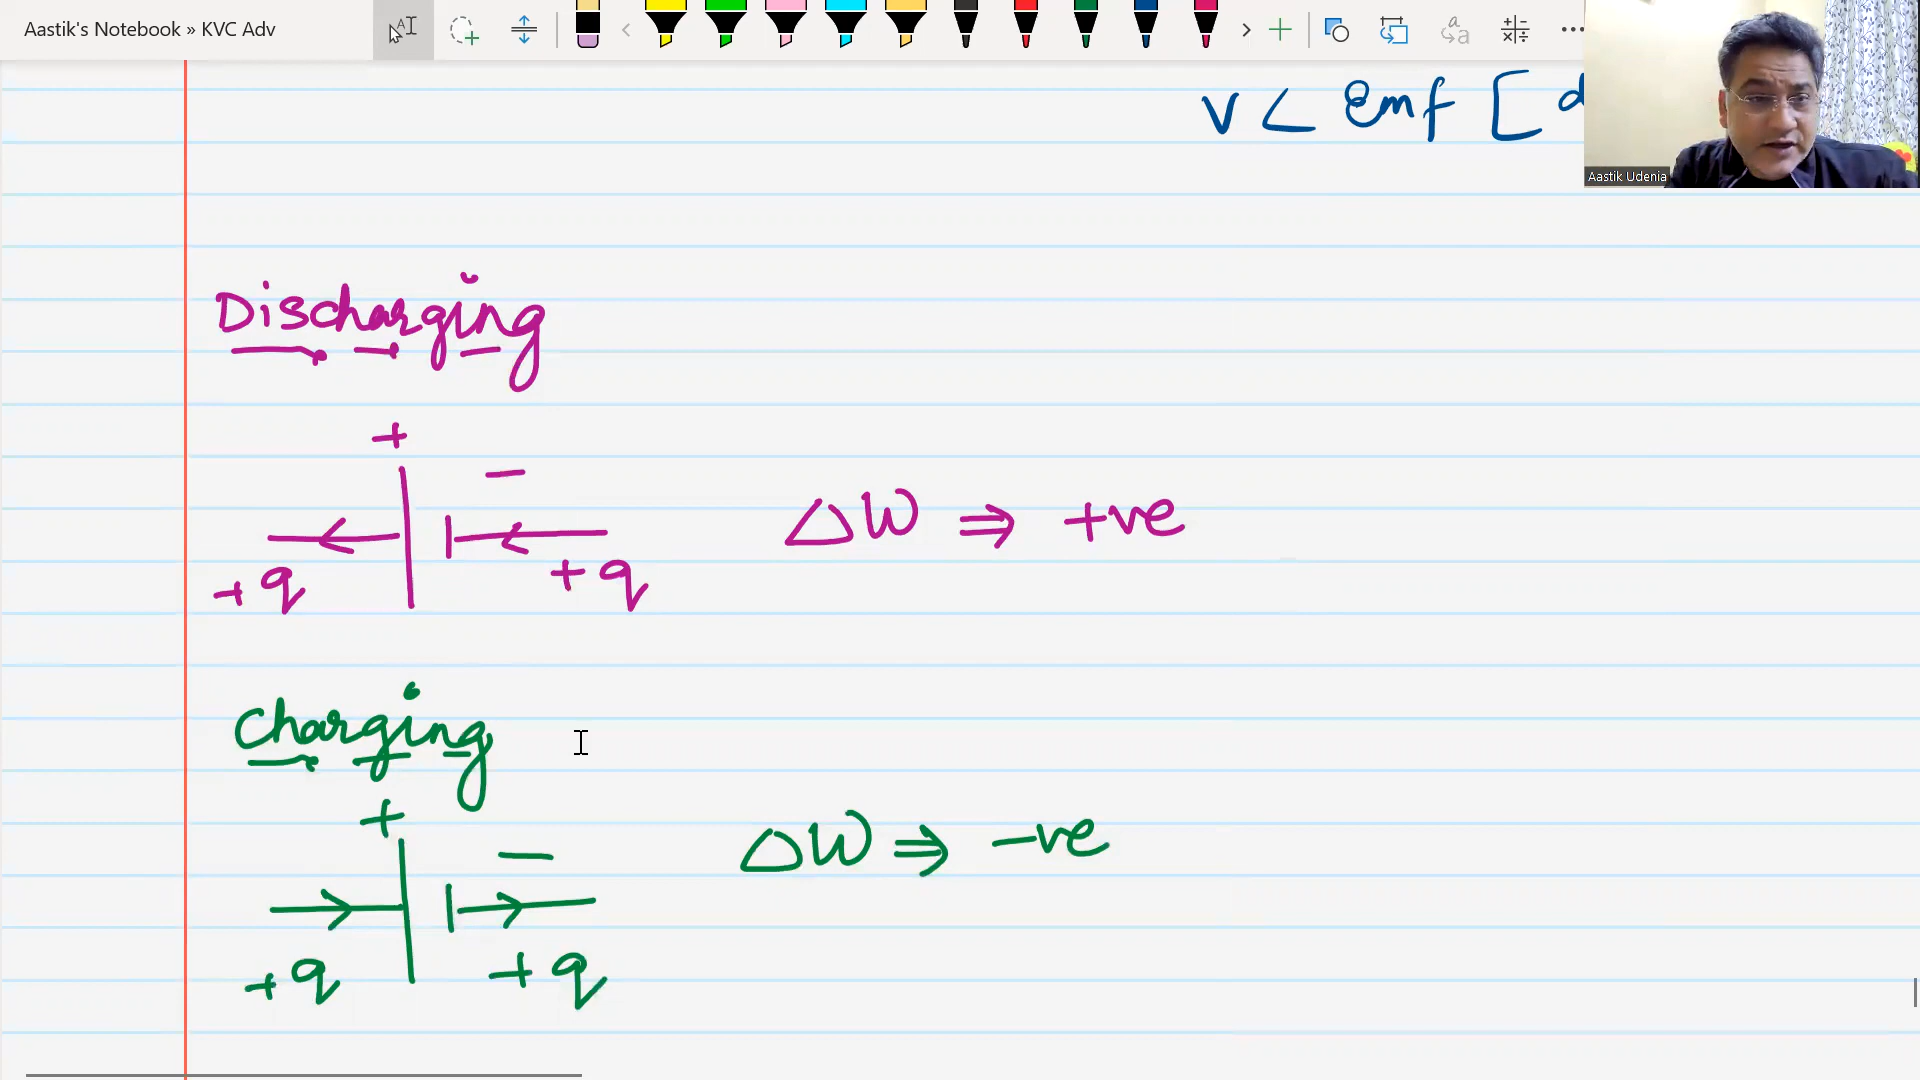 Aastik's Notebook » KVC Adv
V < emf [ d
Aastik Udenia
Discharging
+ −
+q +q
ΔW ⇒ +ve
Charging
+ −
ΔW ⇒ −ve
+q +q